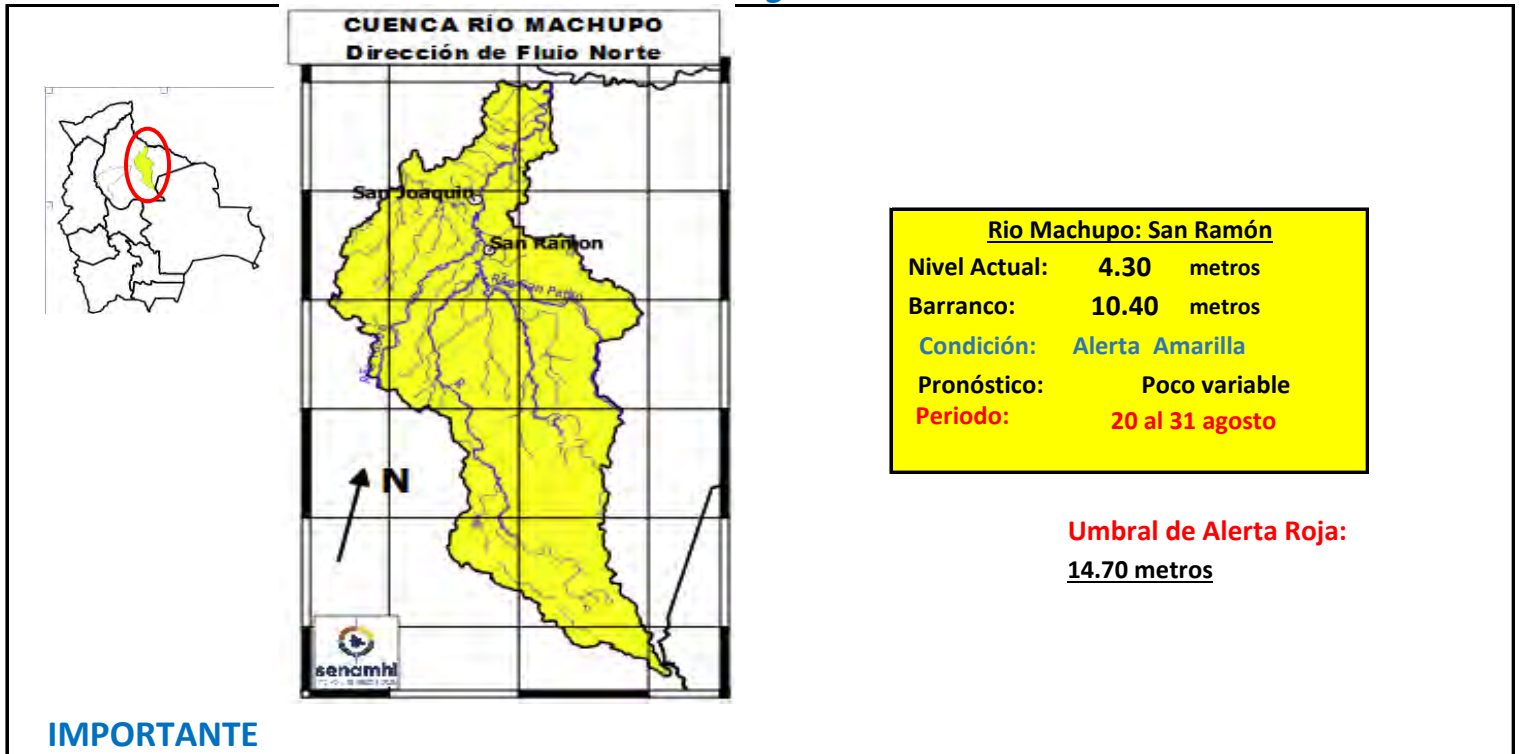 CUENCA RÍO MACHUPO
Dirección de Flujo Norte
San Joaquin
San Ramon
N
senamhi
Rio Machupo: San Ramón
Nivel Actual: 4.30 metros
Barranco: 10.40 metros
Condición: Alerta Amarilla
Pronóstico: Poco variable
Periodo: 20 al 31 agosto
Umbral de Alerta Roja:
14.70 metros
IMPORTANTE